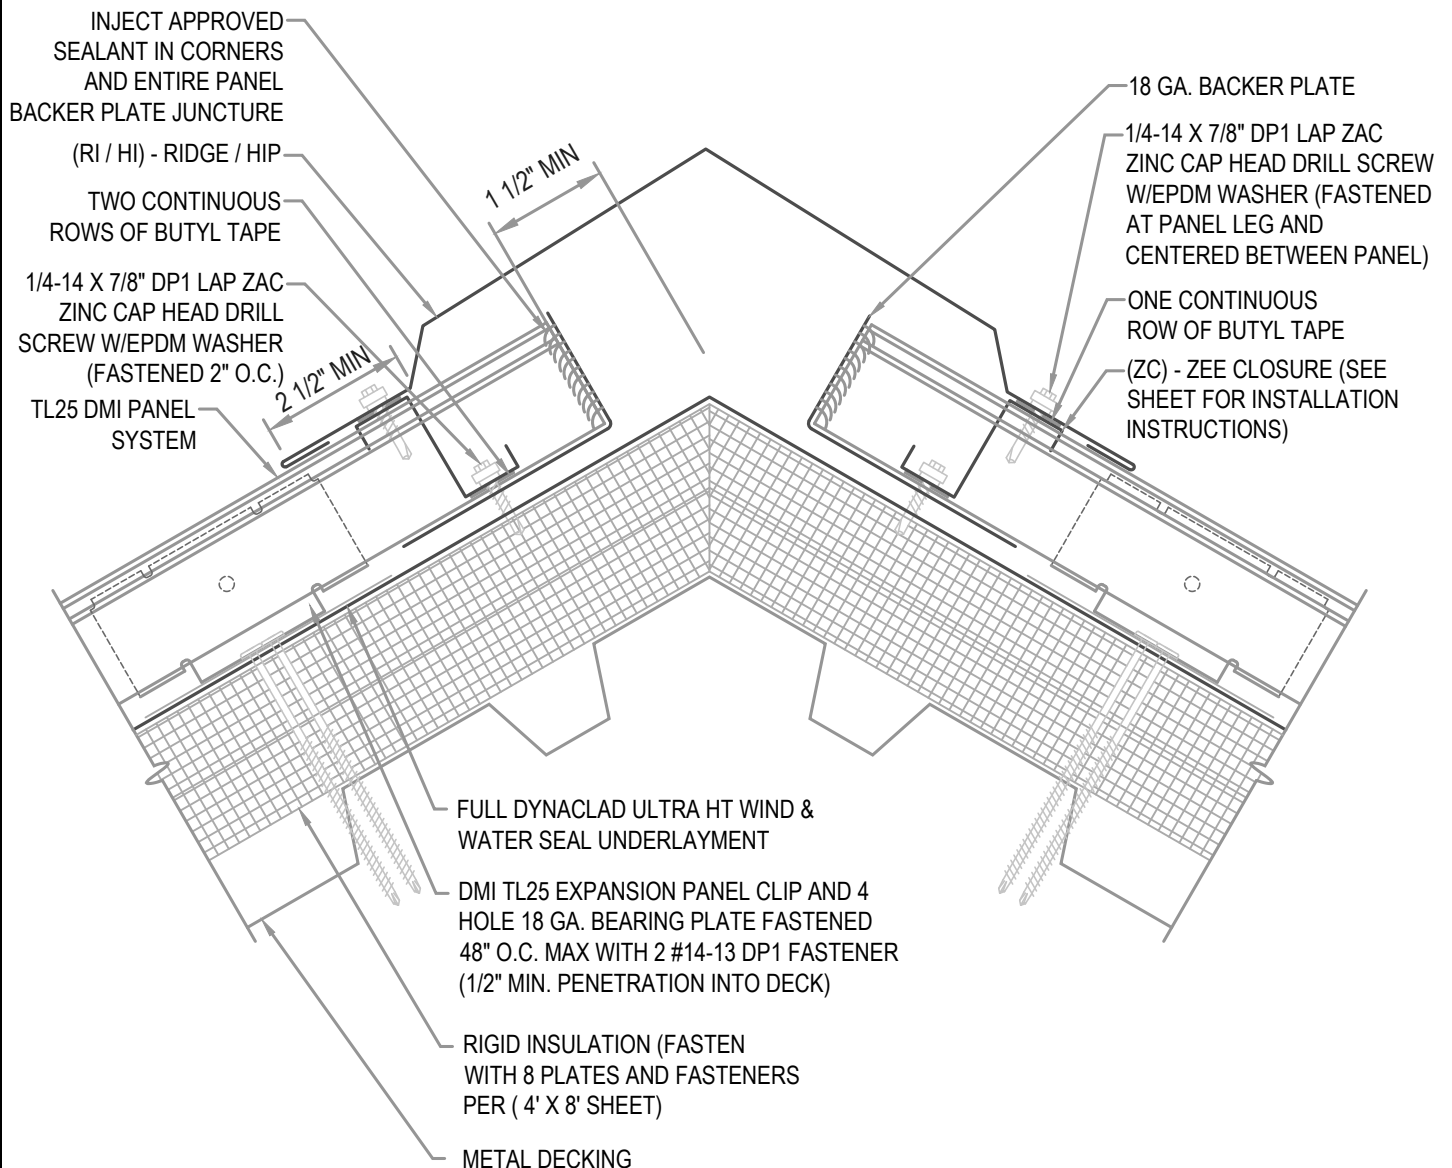 INJECT APPROVED
SEALANT IN CORNERS
AND ENTIRE PANEL
BACKER PLATE JUNCTURE
(RI / HI) - RIDGE / HIP
TWO CONTINUOUS
ROWS OF BUTYL TAPE
1/4-14 X 7/8" DP1 LAP ZAC
ZINC CAP HEAD DRILL
SCREW W/EPDM WASHER
(FASTENED 2" O.C.)
TL25 DMI PANEL
SYSTEM
2 1/2" MIN
1 1/2" MIN
18 GA. BACKER PLATE
1/4-14 X 7/8" DP1 LAP ZAC
ZINC CAP HEAD DRILL SCREW
W/EPDM WASHER (FASTENED
AT PANEL LEG AND
CENTERED BETWEEN PANEL)
ONE CONTINUOUS
ROW OF BUTYL TAPE
(ZC) - ZEE CLOSURE (SEE
SHEET FOR INSTALLATION
INSTRUCTIONS)
FULL DYNACLAD ULTRA HT WIND &
WATER SEAL UNDERLAYMENT
DMI TL25 EXPANSION PANEL CLIP AND 4
HOLE 18 GA. BEARING PLATE FASTENED
48" O.C. MAX WITH 2 #14-13 DP1 FASTENER
(1/2" MIN. PENETRATION INTO DECK)
RIGID INSULATION (FASTEN
WITH 8 PLATES AND FASTENERS
PER ( 4' X 8' SHEET)
METAL DECKING